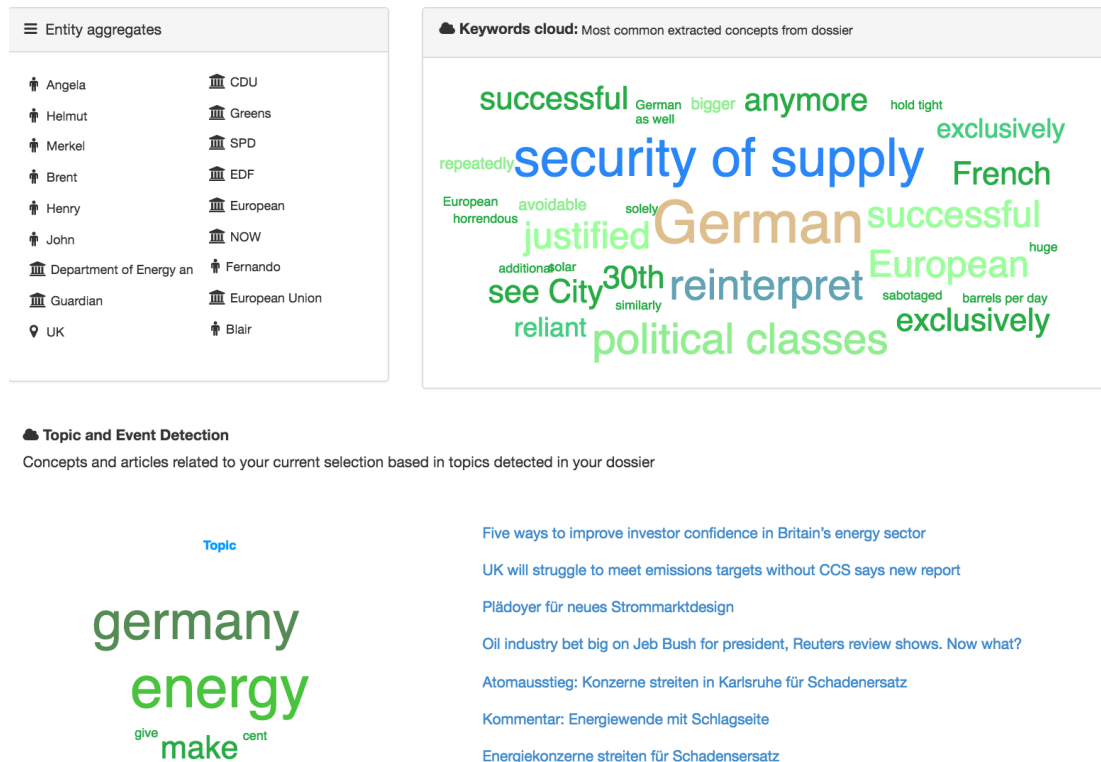 Entity aggregates
Angela
Helmut
Merkel
Brent
Henry
John
Department of Energy an
Guardian
UK
CDU
Greens
SPD
EDF
European
NOW
Fernando
European Union
Blair
Keywords cloud: Most common extracted concepts from dossier
successful
German
as well
bigger
anymore
hold tight
exclusively
repeatedly
security of supply
French
European
horrendous
avoidable
solely
German
successful
justified
huge
additional
solar
30th
reinterpret
European
see City
similarly
sabotaged
barrels per day
reliant
political classes
exclusively
Topic and Event Detection
Concepts and articles related to your current selection based in topics detected in your dossier
Topic
germany
energy
give
make
cent
Five ways to improve investor confidence in Britain's energy sector
UK will struggle to meet emissions targets without CCS says new report
Plädoyer für neues Strommarktdesign
Oil industry bet big on Jeb Bush for president, Reuters review shows. Now what?
Atomausstieg: Konzerne streiten in Karlsruhe für Schadenersatz
Kommentar: Energiewende mit Schlagseite
Energiekonzerne streiten für Schadensersatz